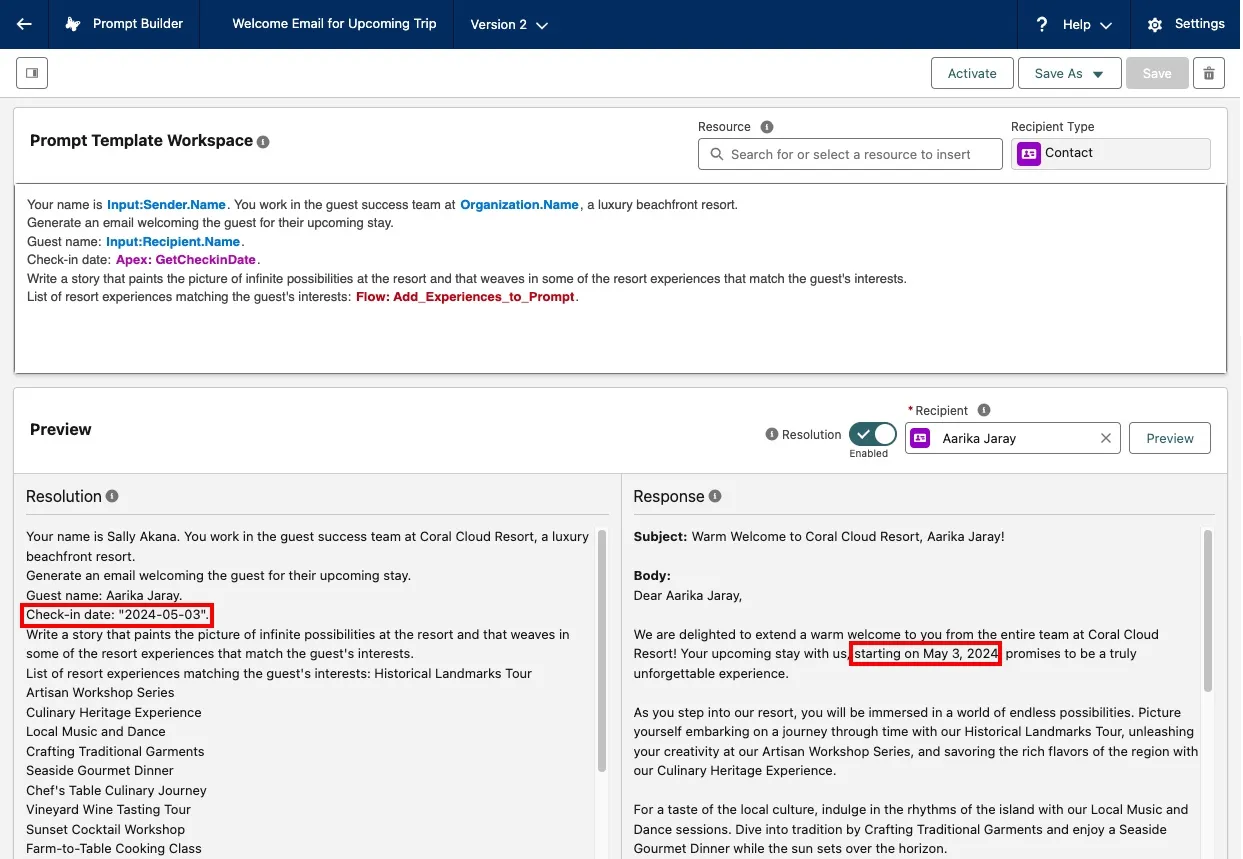 Prompt Builder
Welcome Email for Upcoming Trip
Version 2
Help
Settings
Activate
Save As
Save
Prompt Template Workspace
Resource
Search for or select a resource to insert
Recipient Type
Contact
Your name is Input:Sender.Name. You work in the guest success team at Organization.Name, a luxury beachfront resort.
Generate an email welcoming the guest for their upcoming stay.
Guest name: Input:Recipient.Name.
Check-in date: Apex: GetCheckinDate.
Write a story that paints the picture of infinite possibilities at the resort and that weaves in some of the resort experiences that match the guest's interests.
List of resort experiences matching the guest's interests: Flow: Add_Experiences_to_Prompt.
Preview
Resolution
Enabled
* Recipient
Aarika Jaray
Preview
Resolution
Your name is Sally Akana. You work in the guest success team at Coral Cloud Resort, a luxury
beachfront resort.
Generate an email welcoming the guest for their upcoming stay.
Guest name: Aarika Jaray.
Check-in date: "2024-05-03".
Write a story that paints the picture of infinite possibilities at the resort and that weaves in
some of the resort experiences that match the guest's interests.
List of resort experiences matching the guest's interests: Historical Landmarks Tour
Artisan Workshop Series
Culinary Heritage Experience
Local Music and Dance
Crafting Traditional Garments
Seaside Gourmet Dinner
Chef's Table Culinary Journey
Vineyard Wine Tasting Tour
Sunset Cocktail Workshop
Farm-to-Table Cooking Class
Response
Subject: Warm Welcome to Coral Cloud Resort, Aarika Jaray!
Body:
Dear Aarika Jaray,
We are delighted to extend a warm welcome to you from the entire team at Coral Cloud
Resort! Your upcoming stay with us, starting on May 3, 2024 promises to be a truly
unforgettable experience.
As you step into our resort, you will be immersed in a world of endless possibilities. Picture
yourself embarking on a journey through time with our Historical Landmarks Tour, unleashing
your creativity at our Artisan Workshop Series, and savoring the rich flavors of the region with
our Culinary Heritage Experience.
For a taste of the local culture, indulge in the rhythms of the island with our Local Music and
Dance sessions. Dive into tradition by Crafting Traditional Garments and enjoy a Seaside
Gourmet Dinner while the sun sets over the horizon.